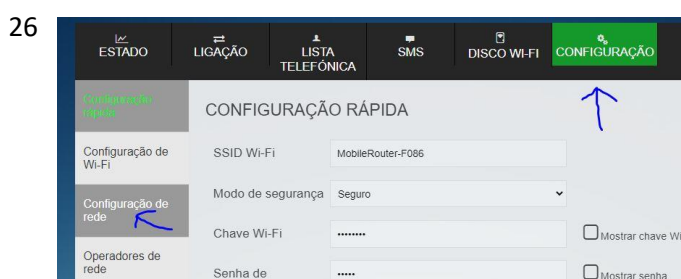 26
ESTADO
LIGAÇÃO
LISTA
TELEFÓNICA
SMS
DISCO WI-FI
CONFIGURAÇÃO
Configuração
rápida
CONFIGURAÇÃO RÁPIDA
Configuração de
Wi-Fi
SSID Wi-Fi
MobileRouter-F086
Modo de segurança
Seguro
Configuração de
rede
Chave Wi-Fi
••••••••
Mostrar chave Wi
Operadores de
rede
Senha de
•••••
Mostrar senha